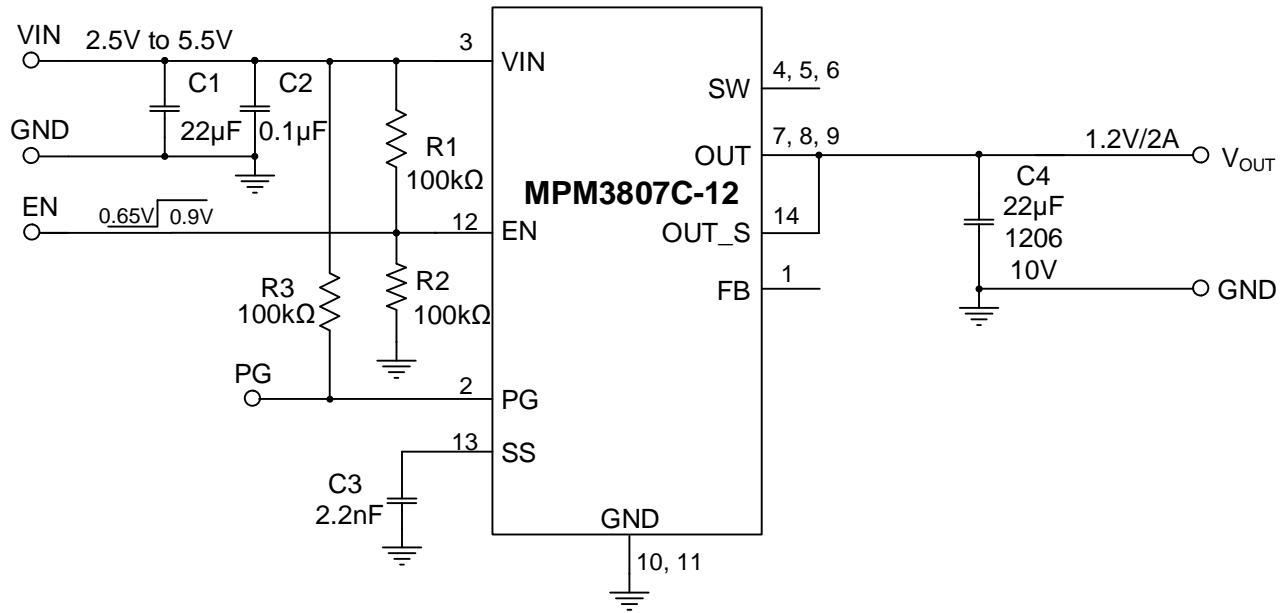 VIN
2.5V to 5.5V
3
VIN
C1
22µF
C2
0.1µF
GND
R1
100kΩ
EN
0.65V
0.9V
12
EN
R3
100kΩ
R2
100kΩ
PG
2
PG
13
SS
C3
2.2nF
MPM3807C-12
SW
4, 5, 6
OUT
7, 8, 9
OUT_S
14
FB
1
GND
10, 11
1.2V/2A
VOUT
C4
22µF
1206
10V
GND